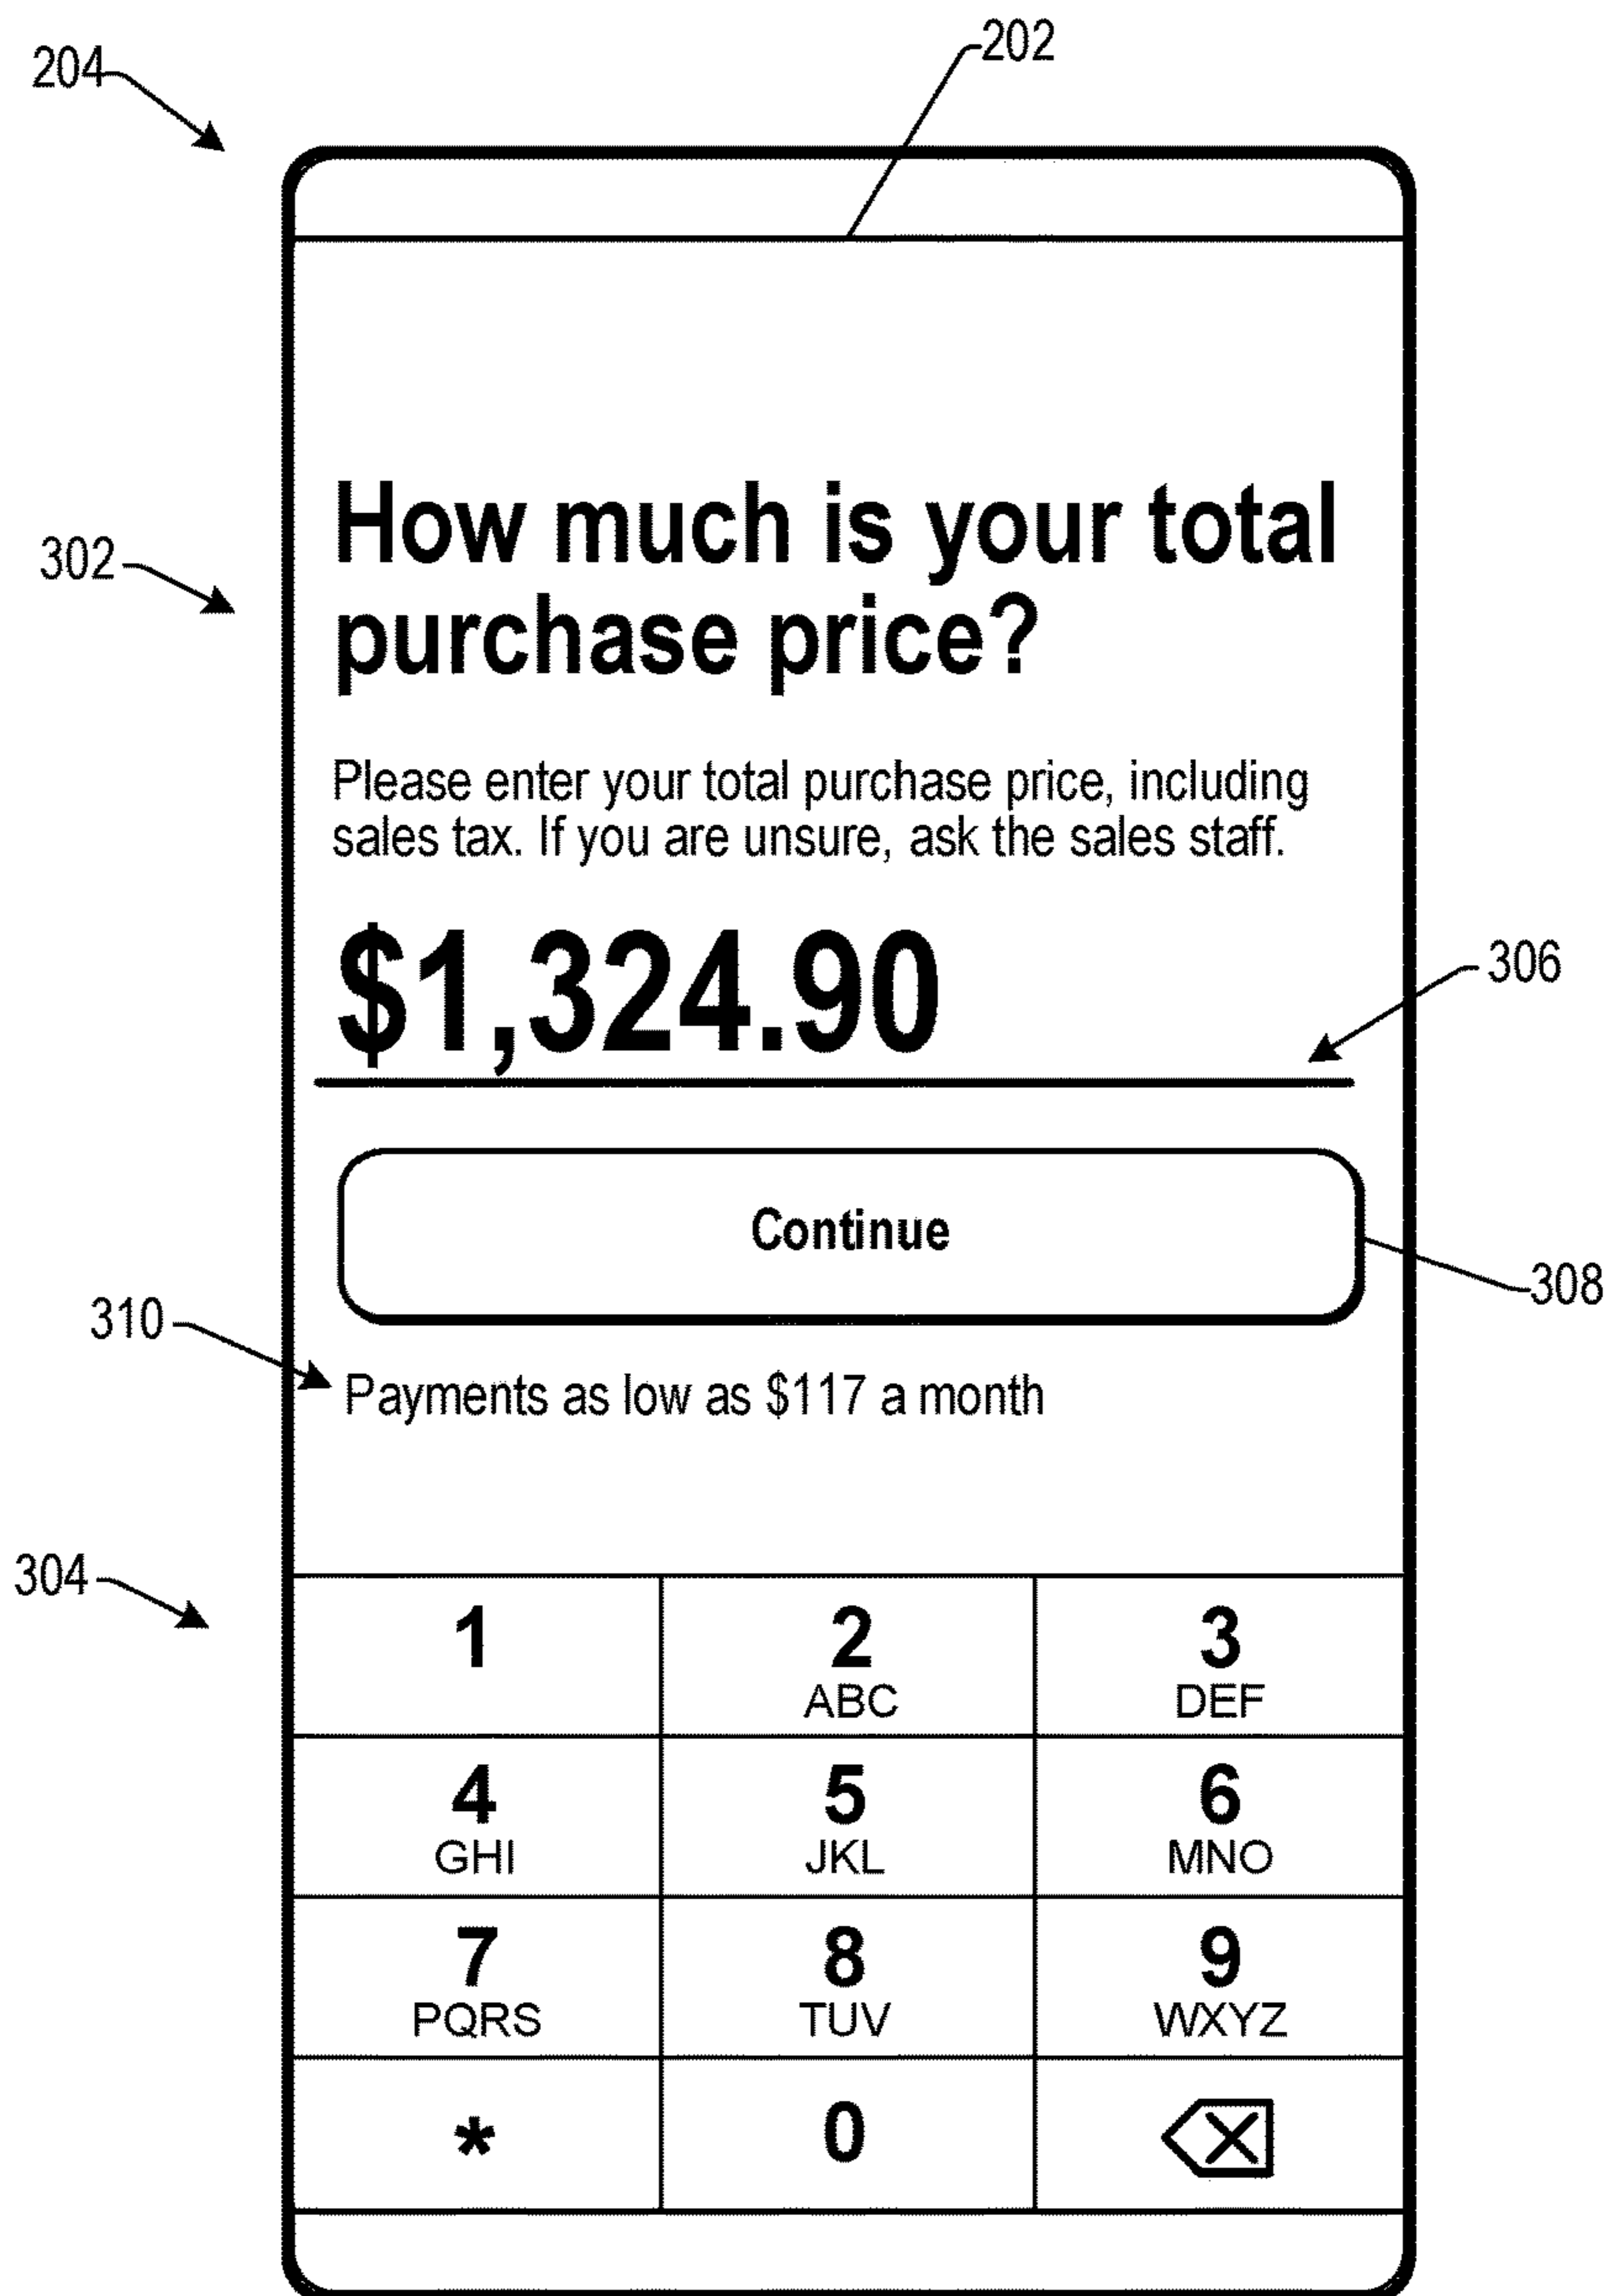 202
204
How much is your total
302
purchase price?
Please enter your total purchase price, including
sales tax. If you are unsure, ask the sales staff.
$1,324.90
306
Continue
308
310
Payments as low as $117 a month
304
1 2 3
ABC DEF
4 5 6
GHI JKL MNO
7 8 9
PQRS TUV WXYZ
* 0